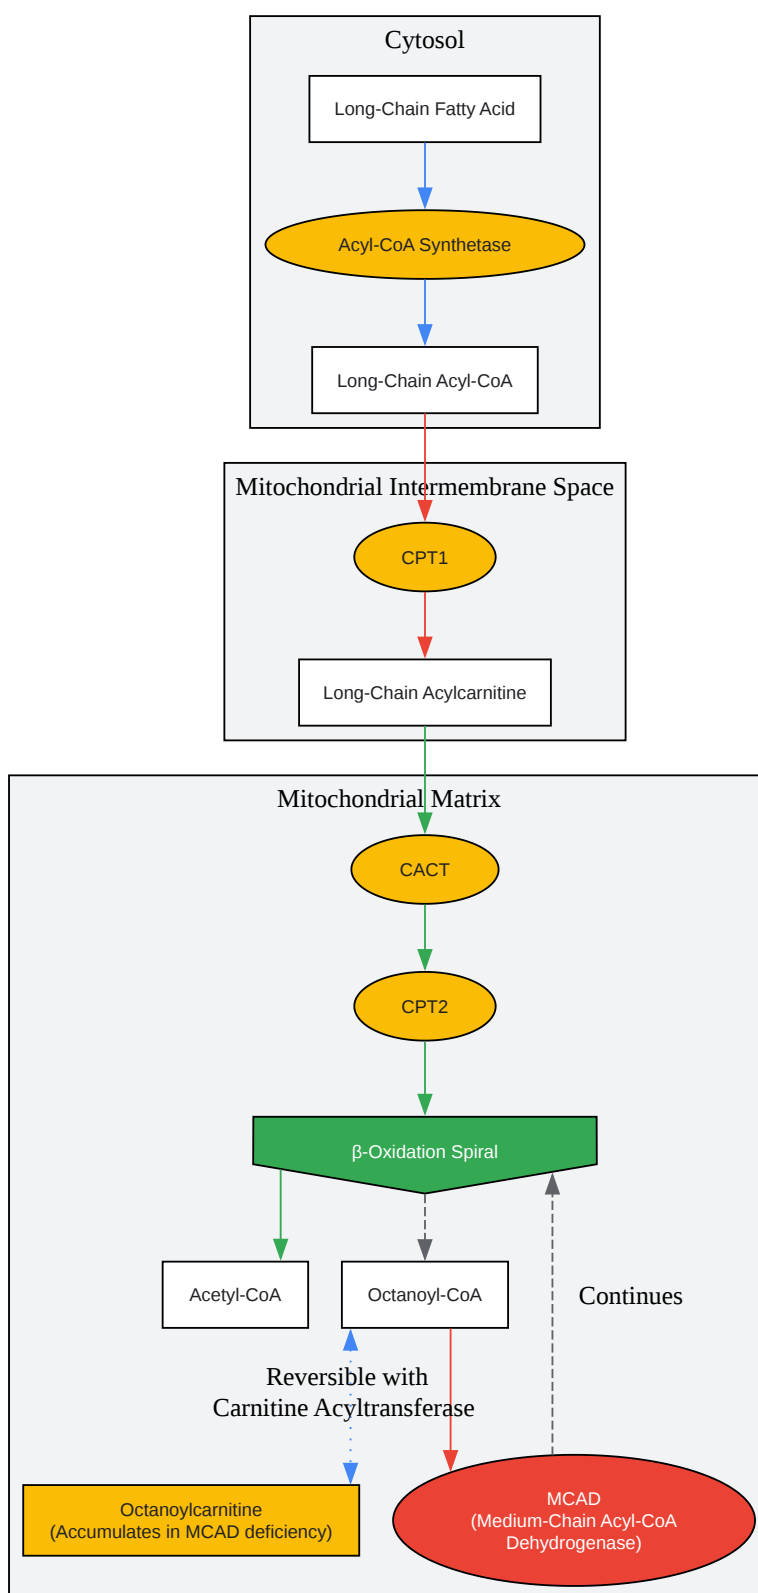 Cytosol
Long-Chain Fatty Acid
Acyl-CoA Synthetase
Long-Chain Acyl-CoA
Mitochondrial Intermembrane Space
CPT1
Long-Chain Acylcarnitine
Mitochondrial Matrix
CACT
CPT2
β-Oxidation Spiral
Acetyl-CoA
Octanoyl-CoA
Continues
Reversible with
Carnitine Acyltransferase
Octanoylcarnitine
(Accumulates in MCAD deficiency)
MCAD
(Medium-Chain Acyl-CoA
Dehydrogenase)